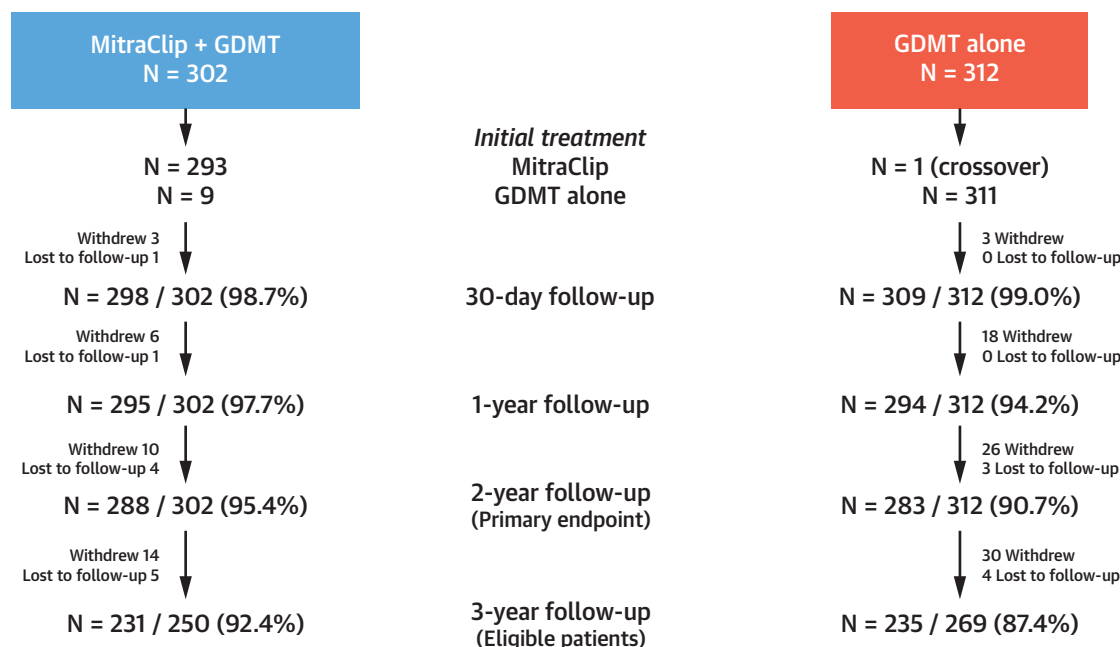 MitraClip + GDMT
N = 302
GDMT alone
N = 312
Initial treatment
N = 293
MitraClip
N = 1 (crossover)
N = 9
GDMT alone
N = 311
Withdrew 3
Lost to follow-up 1
3 Withdrew
0 Lost to follow-up
N = 298 / 302 (98.7%)
30-day follow-up
N = 309 / 312 (99.0%)
Withdrew 6
Lost to follow-up 1
18 Withdrew
0 Lost to follow-up
N = 295 / 302 (97.7%)
1-year follow-up
N = 294 / 312 (94.2%)
Withdrew 10
Lost to follow-up 4
26 Withdrew
3 Lost to follow-up
N = 288 / 302 (95.4%)
2-year follow-up
(Primary endpoint)
N = 283 / 312 (90.7%)
Withdrew 14
Lost to follow-up 5
30 Withdrew
4 Lost to follow-up
N = 231 / 250 (92.4%)
3-year follow-up
(Eligible patients)
N = 235 / 269 (87.4%)